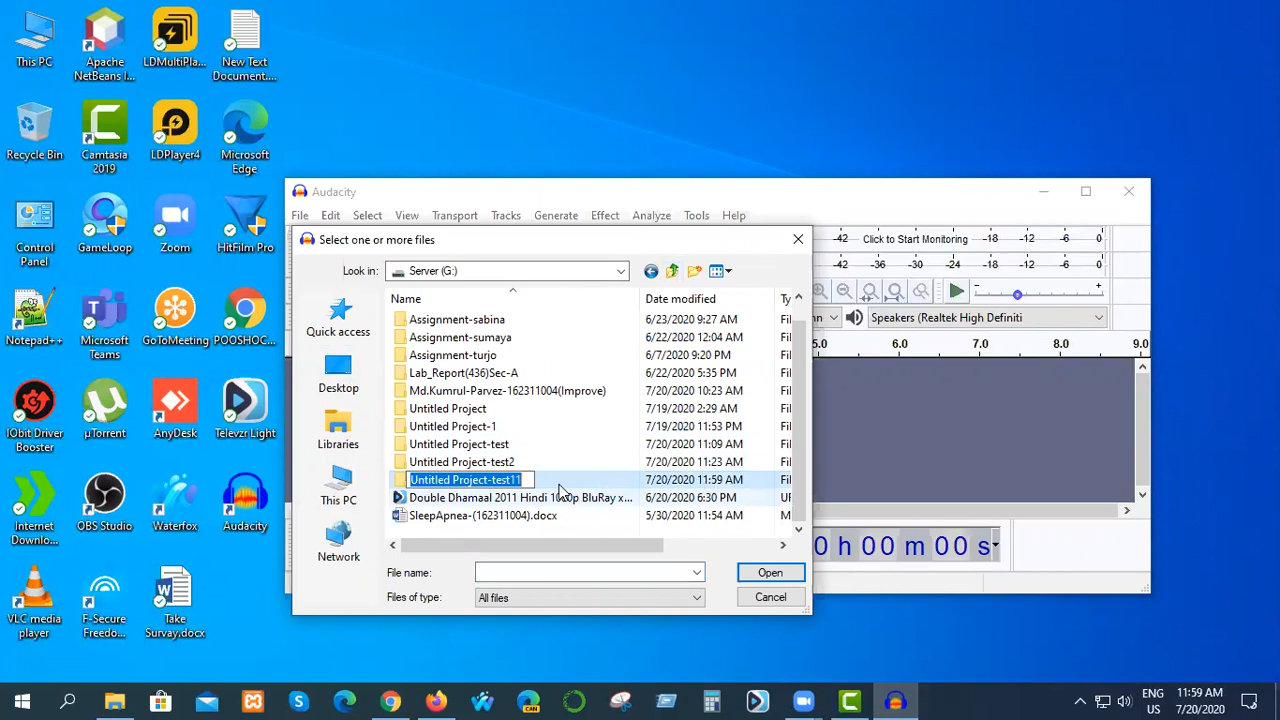 This PC
Apache
NetBeans I...
LDMultiPla...
New Text
Document....
Recycle Bin
Camtasia
2019
LDPlayer4
Microsoft
Edge
Control
Panel
GameLoop
Zoom
HitFilm Pro
Notepad++
Microsoft
Teams
GoToMeeting
POOSHOC...
IObit Driver
Booster
µTorrent
AnyDesk
Televzr Light
Internet
Downlo...
OBS Studio
Waterfox
Audacity
VLC media
player
F-Secure
Freedo...
Take
Survay.docx
Audacity
File Edit Select View Transport Tracks Generate Effect Analyze Tools Help
Select one or more files
-42 Click to Start Monitoring -18 -12 -6 0
Look in: Server (G:)
-42 -36 -30 -24 -18 -12 -6 0
Name Date modified Ty
Quick access
Desktop
Libraries
This PC
Network
Assignment-sabina 6/23/2020 9:27 AM Fil
Assignment-sumaya 6/22/2020 12:04 AM Fil
Assignment-turjo 6/7/2020 9:20 PM Fil
Lab_Report(436)Sec-A 6/22/2020 5:35 PM Fil
Md.Kumrul-Parvez-162311004(Improve) 7/20/2020 10:23 AM Fil
Untitled Project 7/19/2020 2:29 AM Fil
Untitled Project-1 7/19/2020 11:53 PM Fil
Untitled Project-test 7/20/2020 11:09 AM Fil
Untitled Project-test2 7/20/2020 11:23 AM Fil
Untitled Project-test11 7/20/2020 11:59 AM Fil
Double Dhamaal 2011 Hindi 1080p BluRay x... 6/20/2020 6:30 PM UF
SleepApnea-(162311004).docx 5/30/2020 11:54 AM M
File name: Open
Files of type: All files Cancel
Speakers (Realtek High Definiti
5.0 6.0 7.0 8.0 9.0
0 h 00 m 00 s
ENG
US
11:59 AM
7/20/2020
CAN